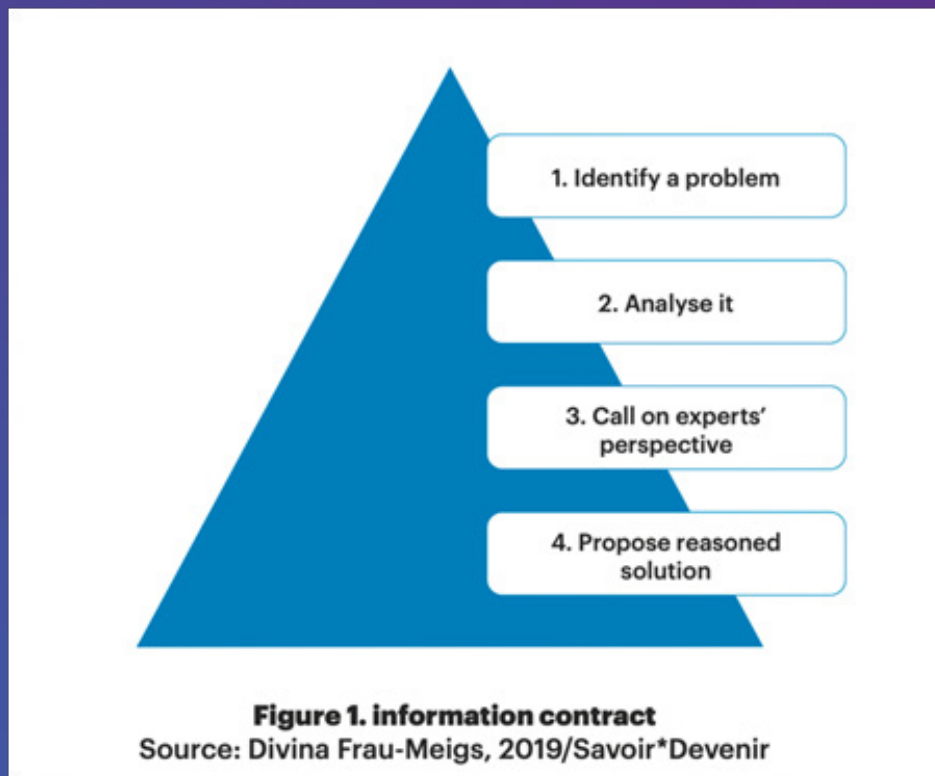 1. Identify a problem
2. Analyse it
3. Call on experts’
perspective
4. Propose reasoned
solution
Figure 1. information contract
Source: Divina Frau-Meigs, 2019/Savoir*Devenir